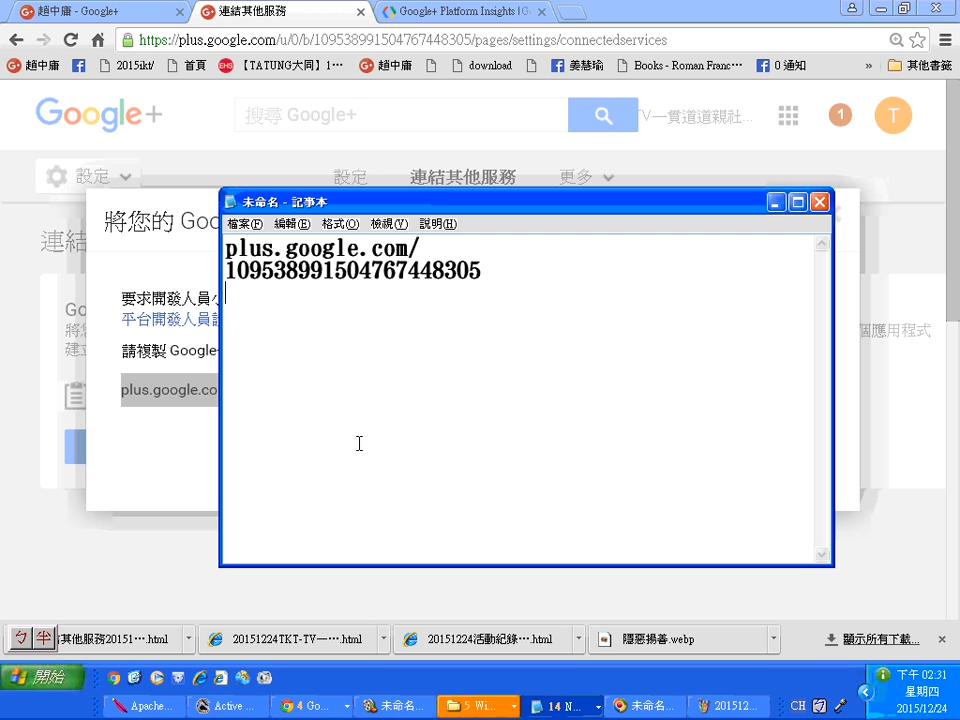 趙中庸 - Google+
連結其他服務
Google+ Platform Insights | G
https://plus.google.com/u/0/b/109538991504767448305/pages/settings/connectedservices
趙中庸
2015ikt/
首頁
【TATUNG大同】1…
趙中庸
download
姜慧瑜
Books - Roman Franc…
0 通知
»
其他書籤
Google+
搜尋 Google+
TV一貫道道親社...
1
T
設定
設定
連結其他服務
更多
連結
將您的 Goo
要求開發人員
平台開發人員
請複製 Google+
plus.google.co
Go
將您
建立
個應用程式
未命名 - 記事本
檔案(F) 編輯(E) 格式(O) 檢視(V) 說明(H)
plus.google.com/
109538991504767448305
ㄅ 半
其他服務20151….html
20151224TKT-TV一….html
20151224活動紀錄….html
隱惡揚善.webp
顯示所有下載...
開始
Apache...
Active ...
4 Goo...
未命名...
5 Wi...
14 N...
未命名...
201512...
CH
下午 02:31
星期四
2015/12/24